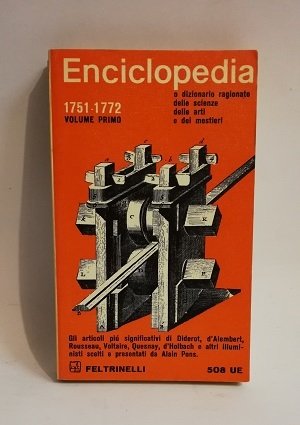 Enciclopedia
o dizionario ragionato
1751-1772
delle scienze
VOLUME PRIMO
delle arti
e dei mestieri
Gli articoli più significativi di Diderot, d'Alembert,
Rousseau, Voltaire, Quesnay, d'Holbach e altri illumi-
nisti scelti e presentati da Alain Pons.
FELTRINELLI
508 UE